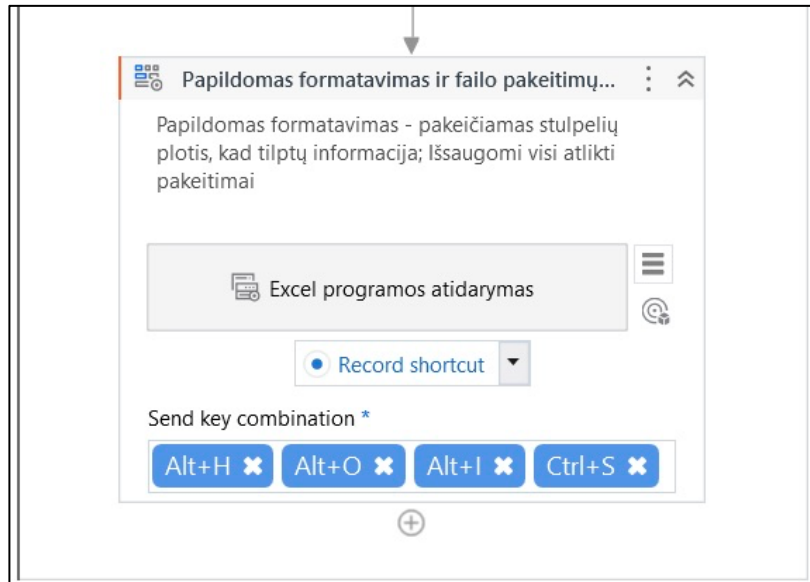 Papildomas formatavimas ir failo pakeitimų...
Papildomas formatavimas - pakeičiamas stulpelių
plotis, kad tilptų informacija; Išsaugomi visi atlikti
pakeitimai
Excel programos atidarymas
Record shortcut
Send key combination *
Alt+H ✖ Alt+O ✖ Alt+I ✖ Ctrl+S ✖